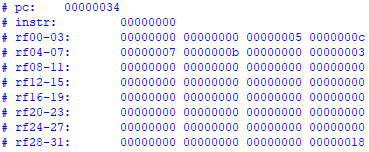 # pc: 00000034
# instr: 00000000
# rf00-03: 00000000 00000000 00000005 0000000c
# rf04-07: 00000007 0000000b 00000000 00000003
# rf08-11: 00000000 00000000 00000000 00000000
# rf12-15: 00000000 00000000 00000000 00000000
# rf16-19: 00000000 00000000 00000000 00000000
# rf20-23: 00000000 00000000 00000000 00000000
# rf24-27: 00000000 00000000 00000000 00000000
# rf28-31: 00000000 00000000 00000000 00000018